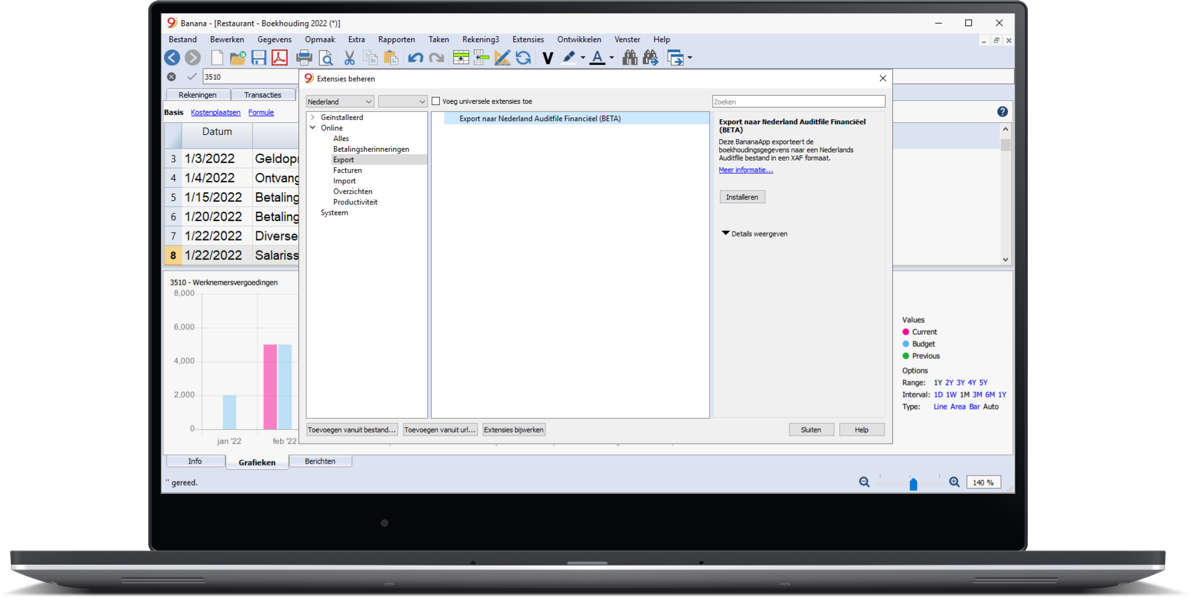 Banana - [Restaurant - Boekhouding 2022 (*)]
Bestand Bewerken Gegevens Opmaak Extra Rapporten Taken Rekening3 Extensies Ontwikkelen Venster Help
3510
Extensies beheren
Rekeningen Transacties
Nederland
Voeg universele extensies toe
Zoeken
Basis Kostenplaatsen Formule
Datum
3 1/3/2022 Geldopr
4 1/4/2022 Ontvang
5 1/15/2022 Betaling
6 1/20/2022 Betaling
7 1/22/2022 Diverse
8 1/22/2022 Salariss
Geïnstalleerd
Online
Alles
Betalingsherinneringen
Export
Facturen
Import
Overzichten
Productiviteit
Systeem
Export naar Nederland Auditfile Financiëel (BETA)
Export naar Nederland Auditfile Financiëel
(BETA)
Deze BananaApp exporteert de
boekhoudingsgegevens naar een Nederlands
Auditfile bestand in een XAF formaat.
Meer informatie...
Installeren
Details weergeven
3510 - Werknemersvergoedingen
8,000
6,000
4,000
2,000
0
jan '22 feb '22
Values
Current
Budget
Previous
Options
Range: 1Y 2Y 3Y 4Y 5Y
Interval: 1D 1W 1M 3M 6M 1Y
Type: Line Area Bar Auto
Toevoegen vanuit bestand... Toevoegen vanuit url... Extensies bijwerken Sluiten Help
Info Grafieken Berichten
'' gereed.
140 %